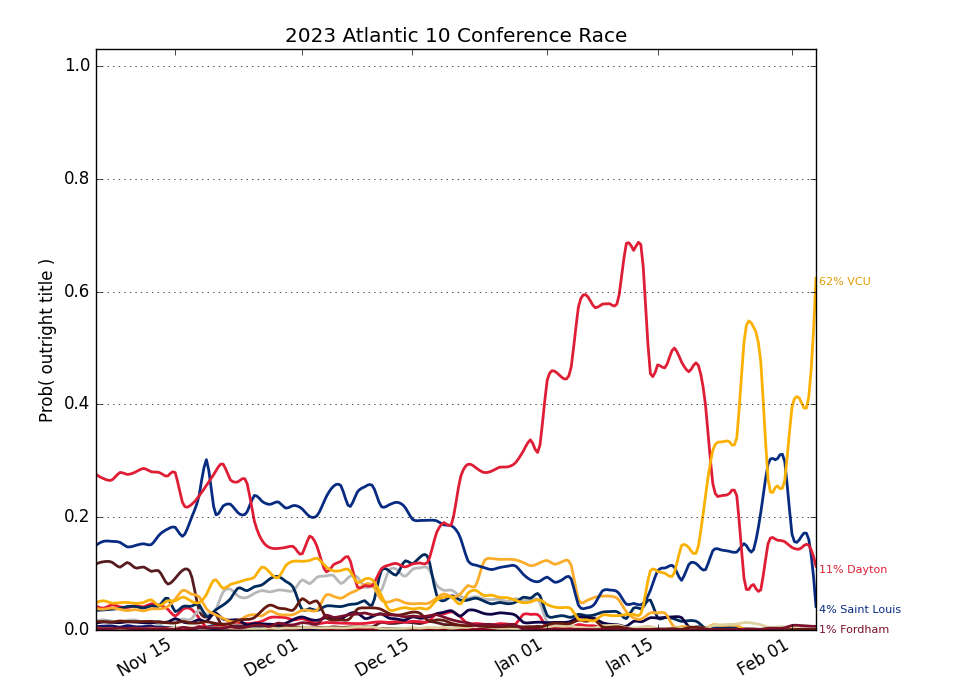 2023 Atlantic 10 Conference Race
Prob( outright title )
1.0
0.8
0.6
0.4
0.2
0.0
Nov 15
Dec 01
Dec 15
Jan 01
Jan 15
Feb 01
62% VCU
11% Dayton
4% Saint Louis
1% Fordham